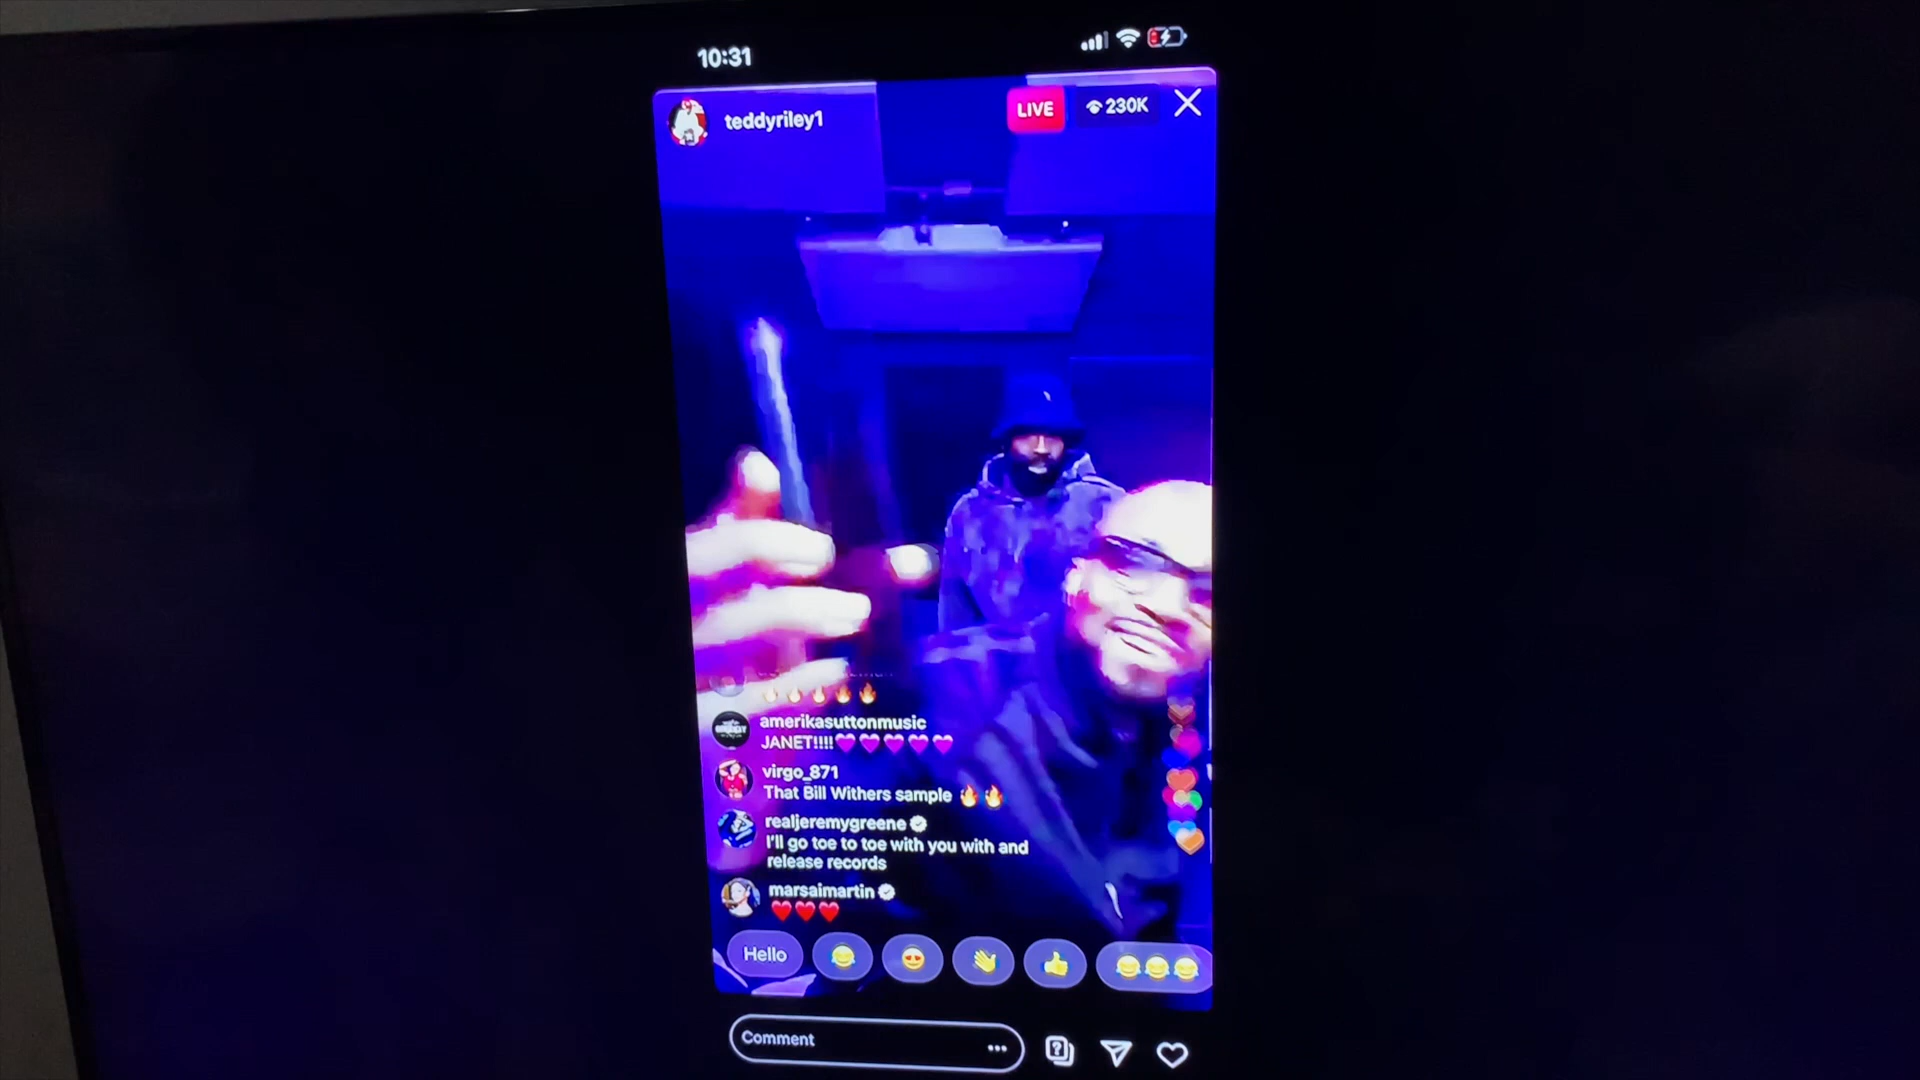 10:31
teddyriley1
LIVE
230K
🔥🔥🔥🔥🔥
amerikasuttonmusic
JANET!!!!💜💜💜💜💜
virgo_871
That Bill Withers sample 🔥🔥
realjeremygreene
I'll go toe to toe with you with and
release records
marsaimartin
❤️❤️❤️
Hello
Comment